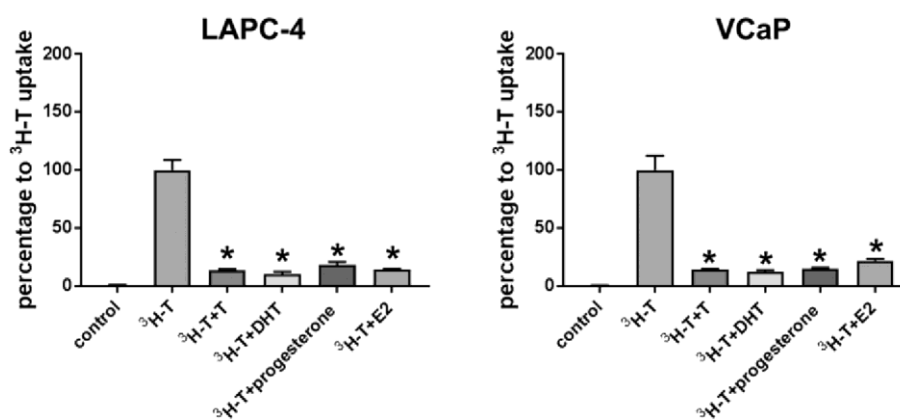 LAPC-4
percentage to ³H-T uptake
200
150
100
50
0
* * * *
control
³H-T
³H-T+T
³H-T+DHT
³H-T+progesterone
³H-T+E2
VCaP
percentage to ³H-T uptake
200
150
100
50
0
* * * *
control
³H-T
³H-T+T
³H-T+DHT
³H-T+progesterone
³H-T+E2